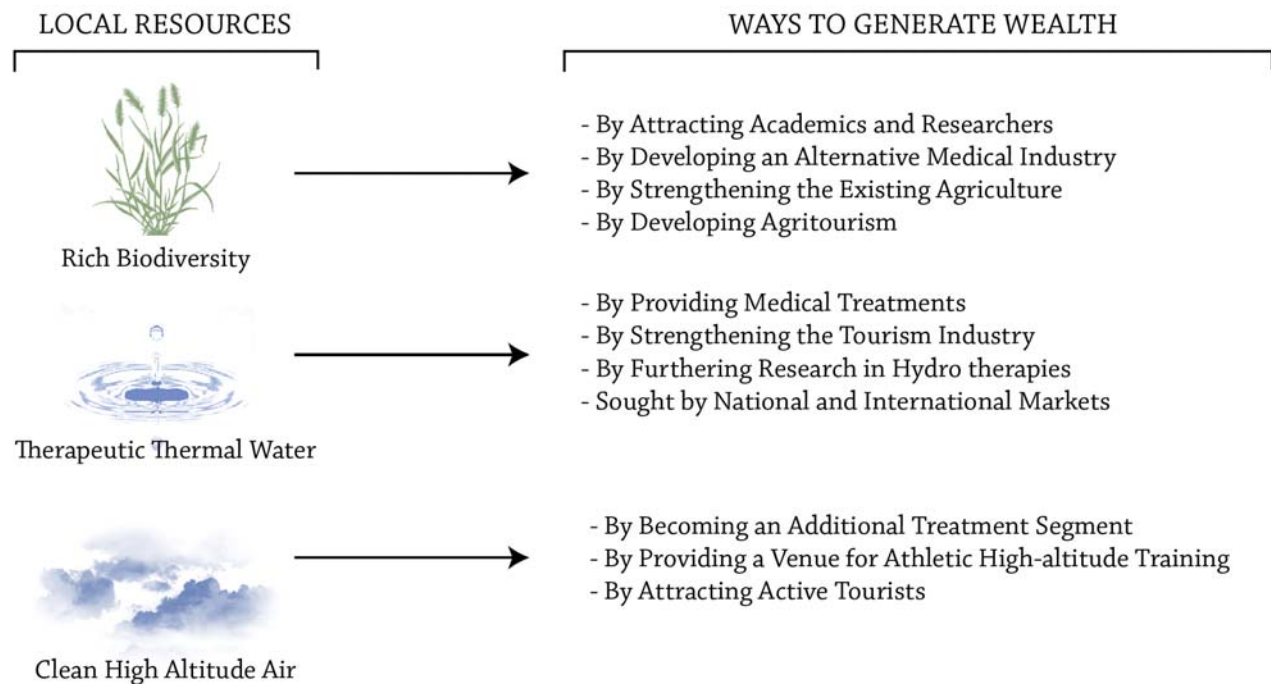 LOCAL RESOURCES
WAYS TO GENERATE WEALTH
Rich Biodiversity
- By Attracting Academics and Researchers
- By Developing an Alternative Medical Industry
- By Strengthening the Existing Agriculture
- By Developing Agritourism
Therapeutic Thermal Water
- By Providing Medical Treatments
- By Strengthening the Tourism Industry
- By Furthering Research in Hydro therapies
- Sought by National and International Markets
Clean High Altitude Air
- By Becoming an Additional Treatment Segment
- By Providing a Venue for Athletic High-altitude Training
- By Attracting Active Tourists